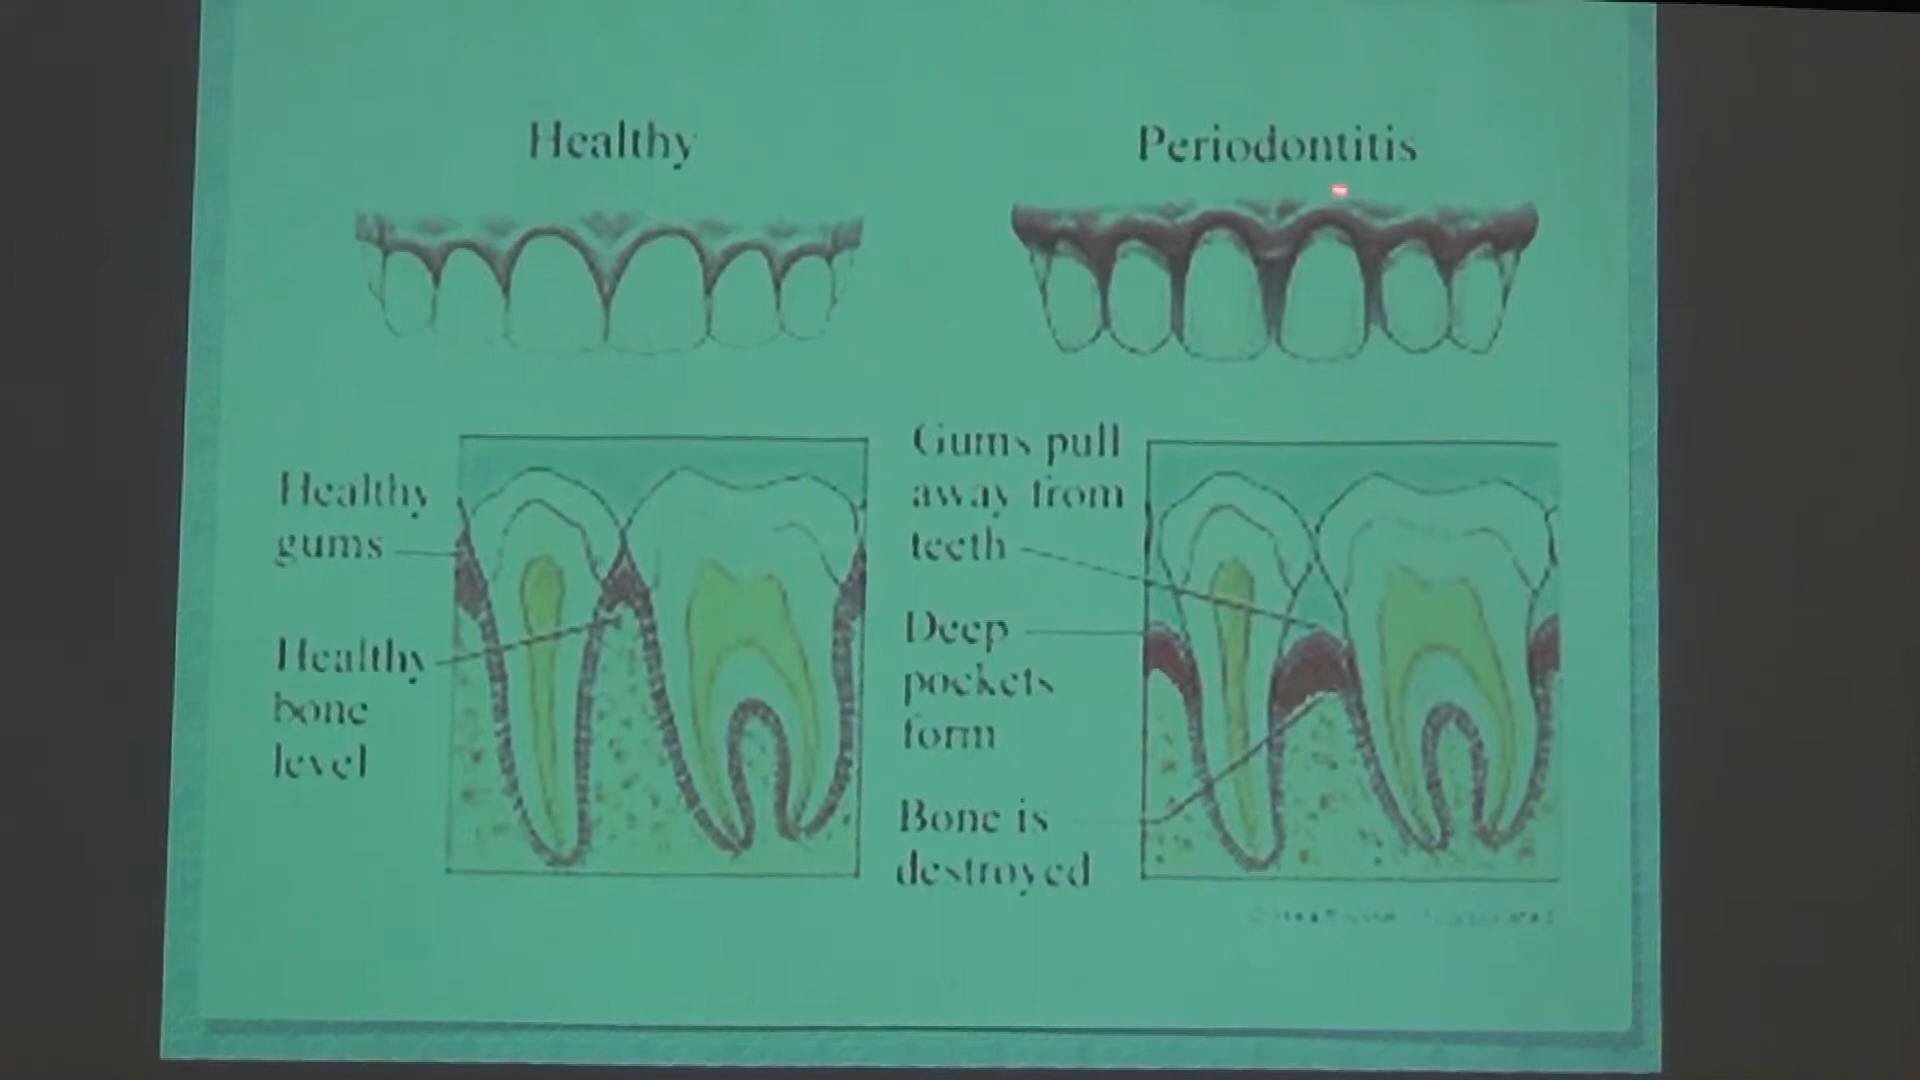 Healthy
Periodontitis
Healthy
gums
Healthy
bone
level
Gums pull
away from
teeth
Deep
pockets
form
Bone is
destroyed